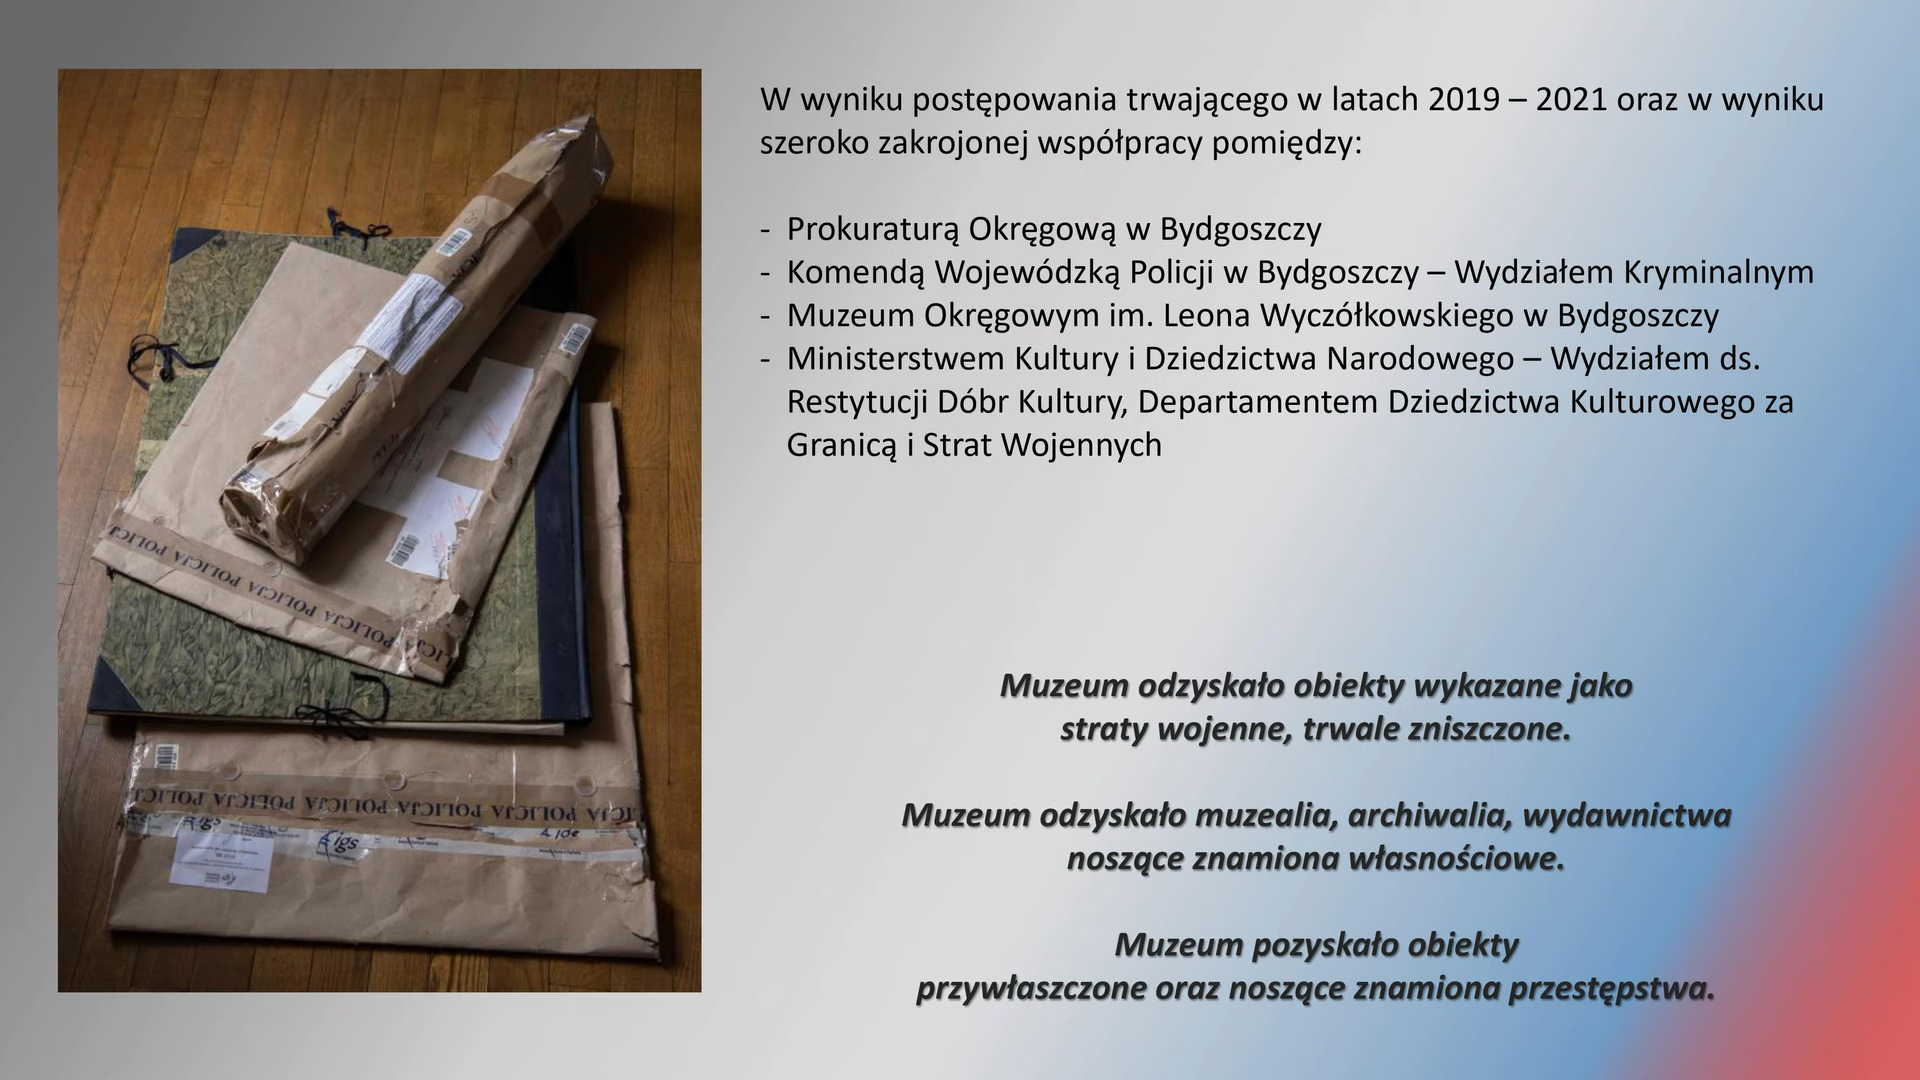 W wyniku postępowania trwającego w latach 2019 – 2021 oraz w wyniku
szeroko zakrojonej współpracy pomiędzy:
- Prokuraturą Okręgową w Bydgoszczy
- Komendą Wojewódzką Policji w Bydgoszczy – Wydziałem Kryminalnym
- Muzeum Okręgowym im. Leona Wyczółkowskiego w Bydgoszczy
- Ministerstwem Kultury i Dziedzictwa Narodowego – Wydziałem ds.
Restytucji Dóbr Kultury, Departamentem Dziedzictwa Kulturowego za
Granicą i Strat Wojennych
Muzeum odzyskało obiekty wykazane jako
straty wojenne, trwale zniszczone.
Muzeum odzyskało muzealia, archiwalia, wydawnictwa
noszące znamiona własnościowe.
Muzeum pozyskało obiekty
przywłaszczone oraz noszące znamiona przestępstwa.
POLICJA POLICJA POLICJA POLICJA
POLICJA POLICJA POLICJA POLICJA